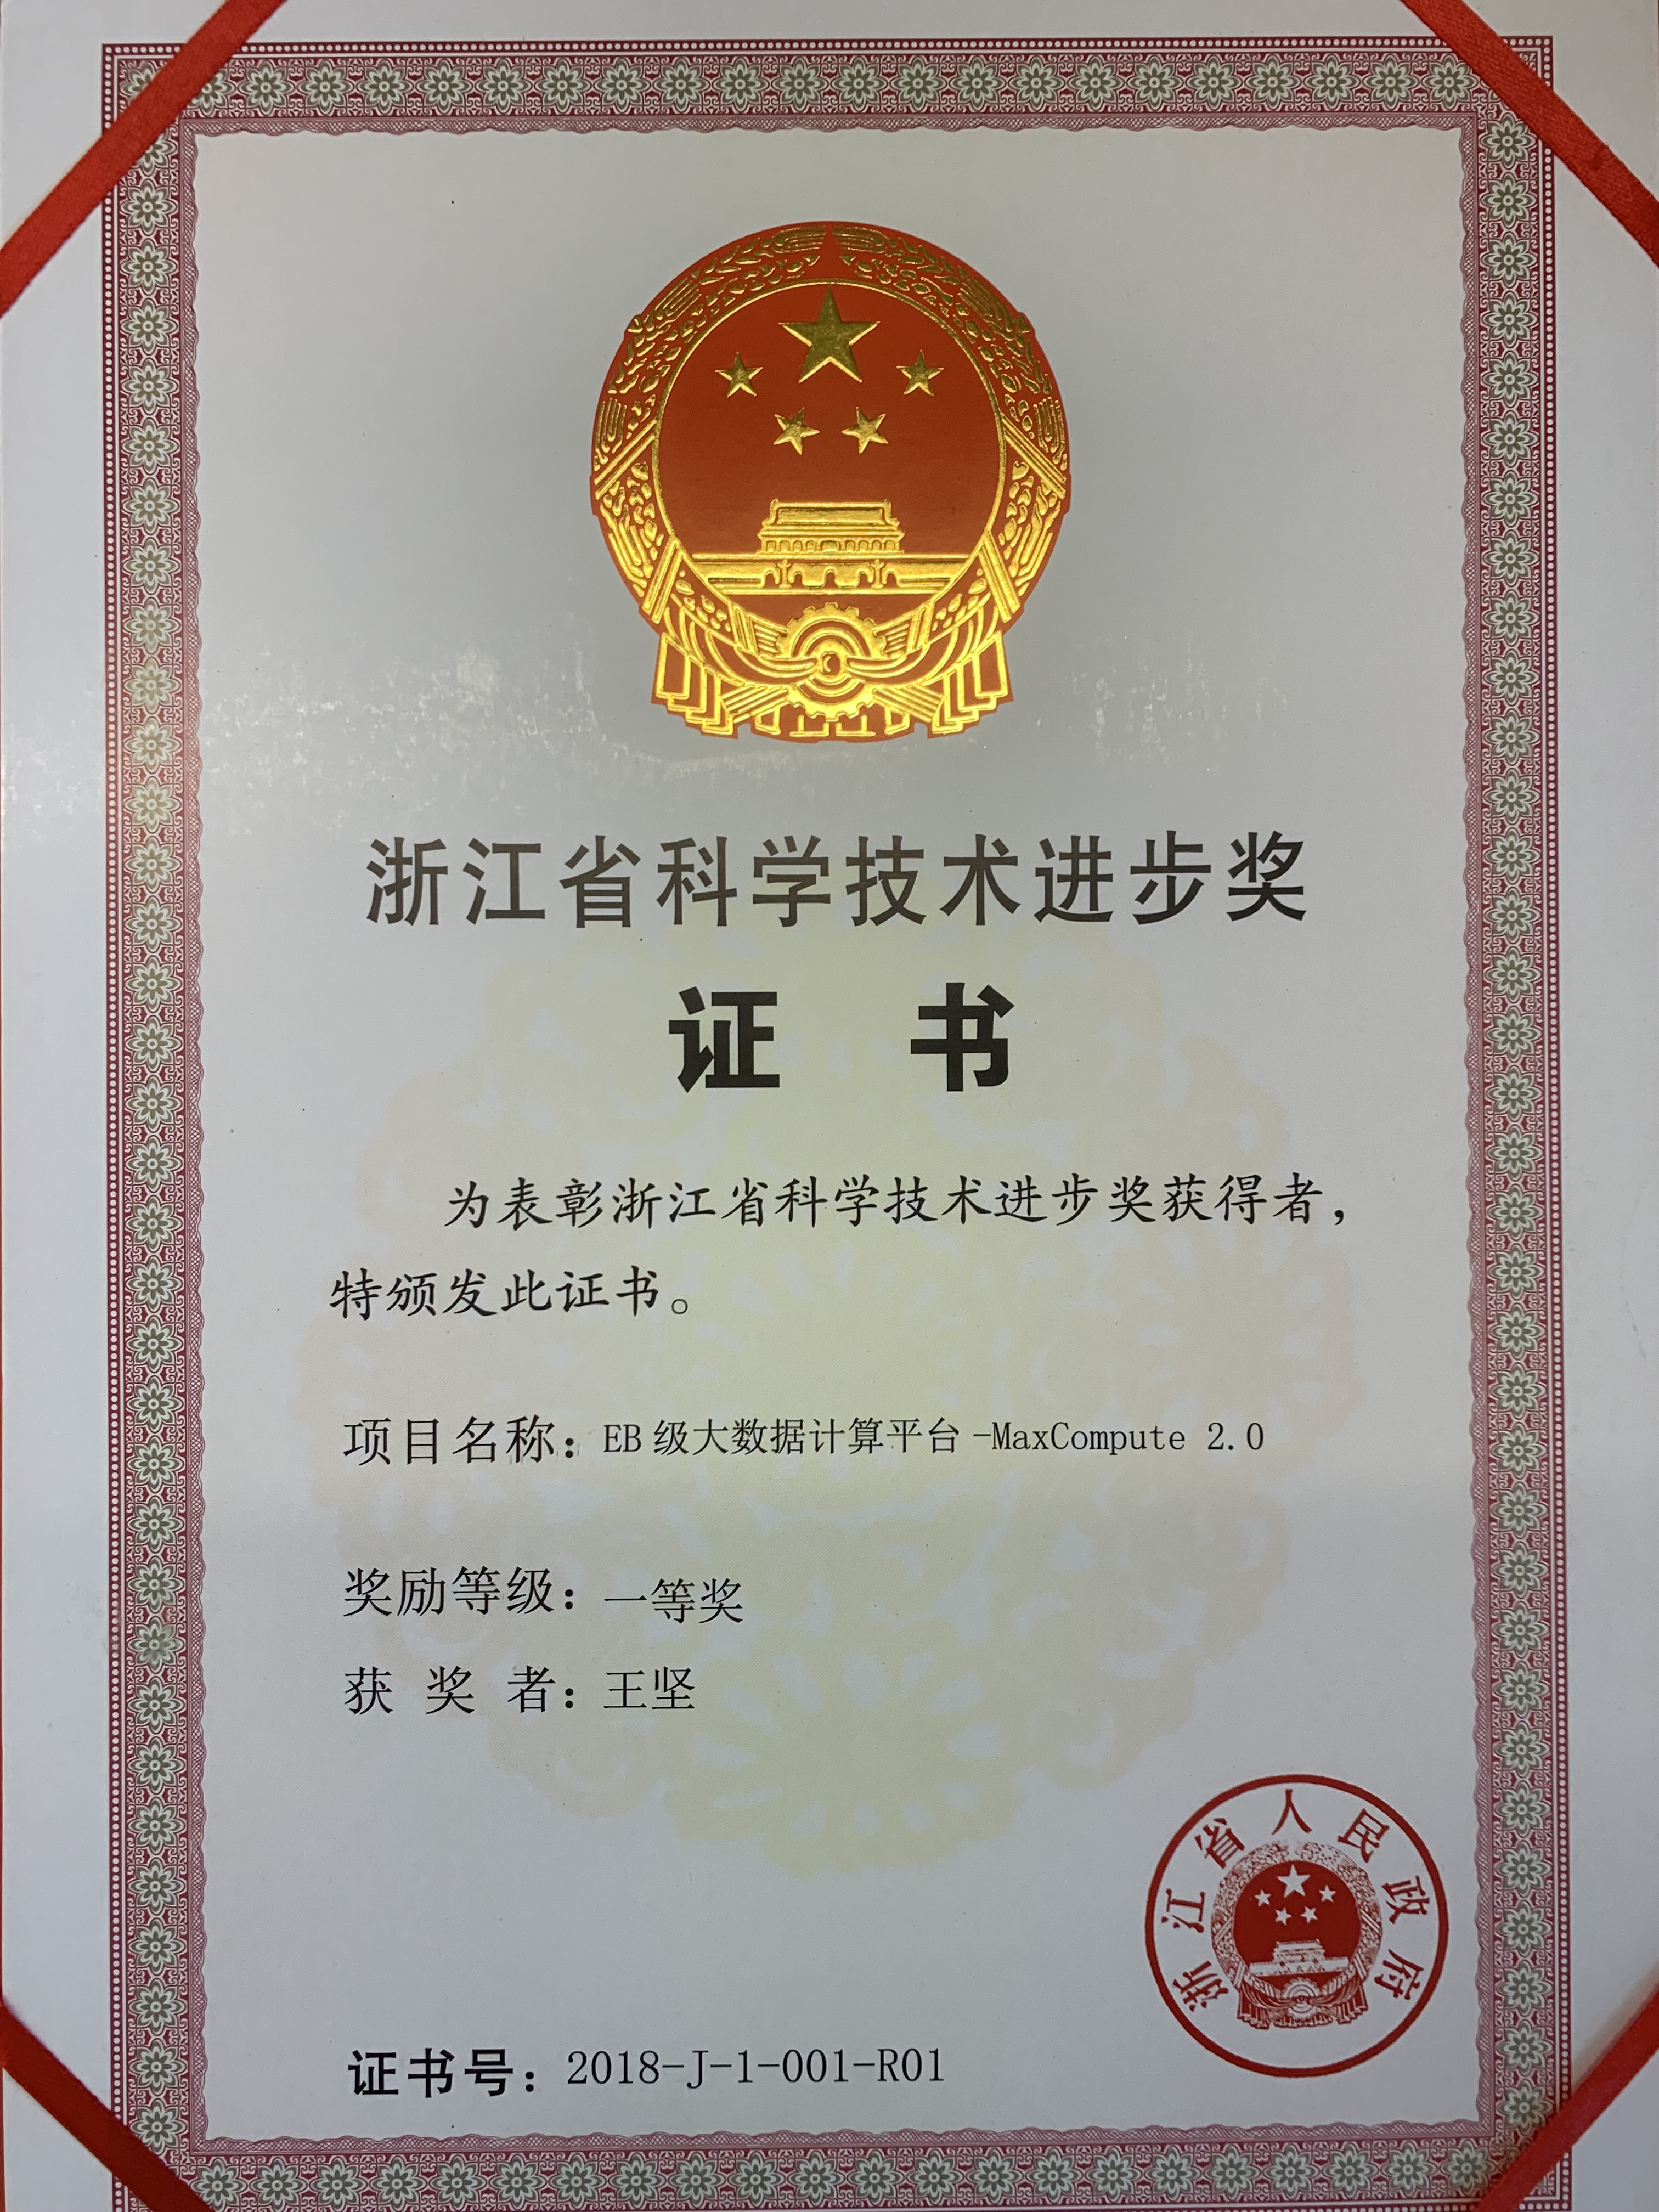 浙江省科学技术进步奖
证 书
为表彰浙江省科学技术进步奖获得者，
特颁发此证书。
项目名称：EB级大数据计算平台-MaxCompute 2.0
奖励等级：一等奖
获 奖 者：王坚
浙江省人民政府
证书号：2018-J-1-001-R01